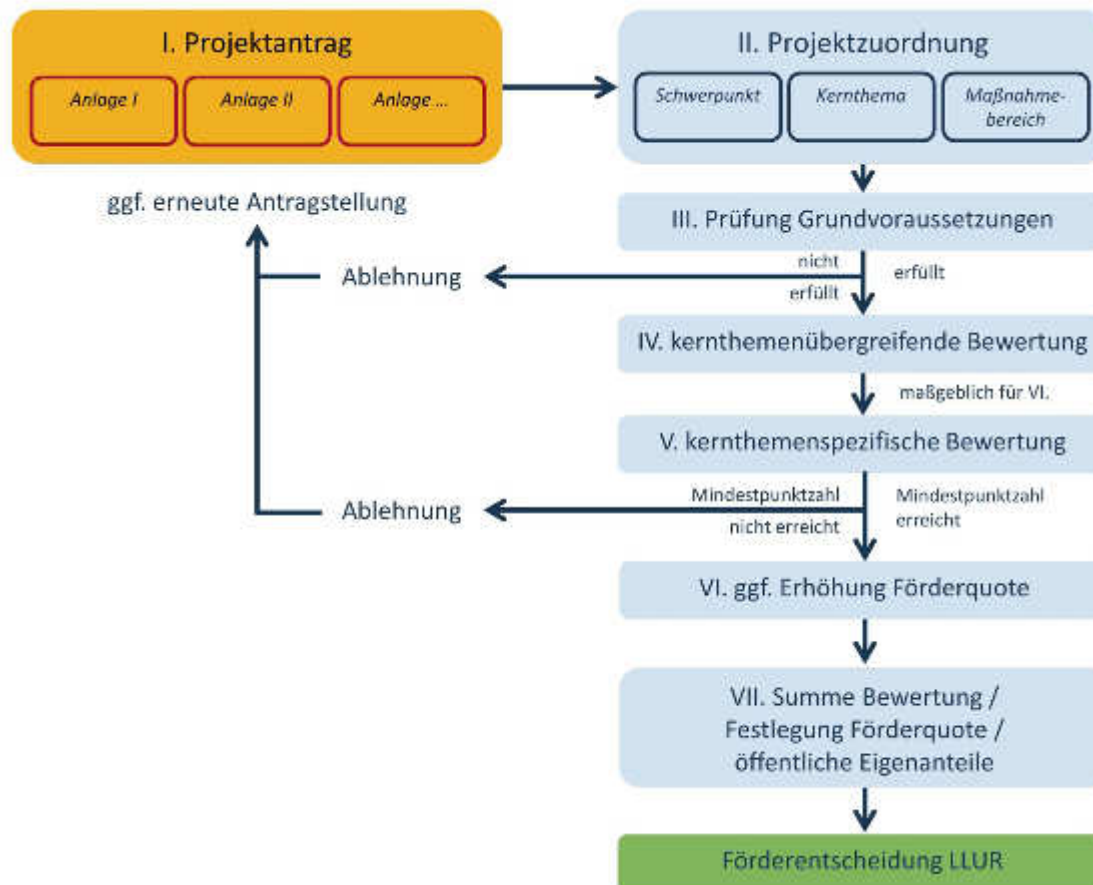 I. Projektantrag
Anlage I
Anlage II
Anlage ...
II. Projektzuordnung
Schwerpunkt
Kernthema
Maßnahme-
bereich
ggf. erneute Antragstellung
III. Prüfung Grundvoraussetzungen
nicht
erfüllt
erfüllt
Ablehnung
IV. kernthemenübergreifende Bewertung
maßgeblich für VI.
V. kernthemenspezifische Bewertung
Mindestpunktzahl
nicht erreicht
Mindestpunktzahl
erreicht
Ablehnung
VI. ggf. Erhöhung Förderquote
VII. Summe Bewertung /
Festlegung Förderquote /
öffentliche Eigenanteile
Förderentscheidung LLUR